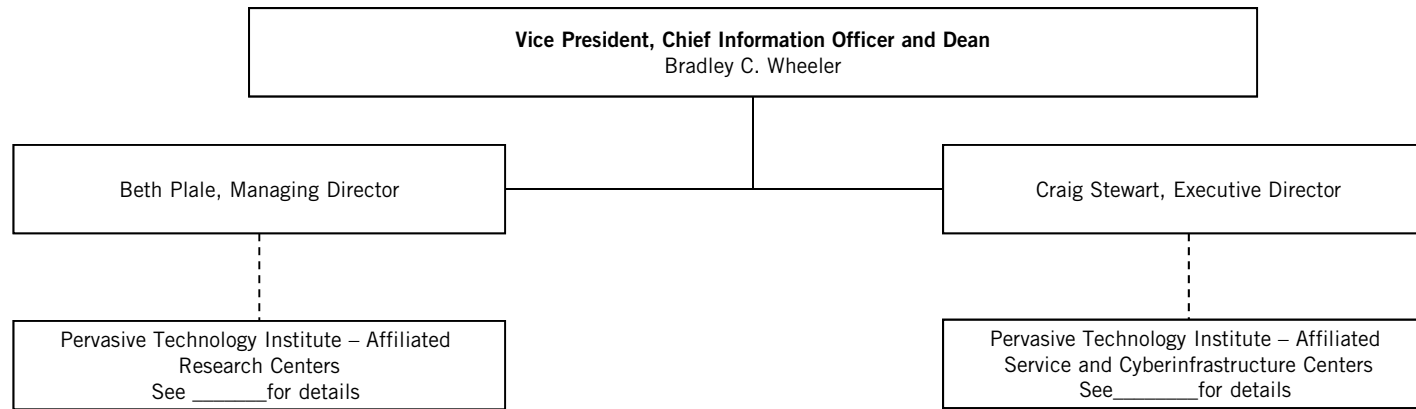 Vice President, Chief Information Officer and Dean
Bradley C. Wheeler
Beth Plale, Managing Director
Craig Stewart, Executive Director
Pervasive Technology Institute – Affiliated
Research Centers
See _______for details
Pervasive Technology Institute – Affiliated
Service and Cyberinfrastructure Centers
See________for details